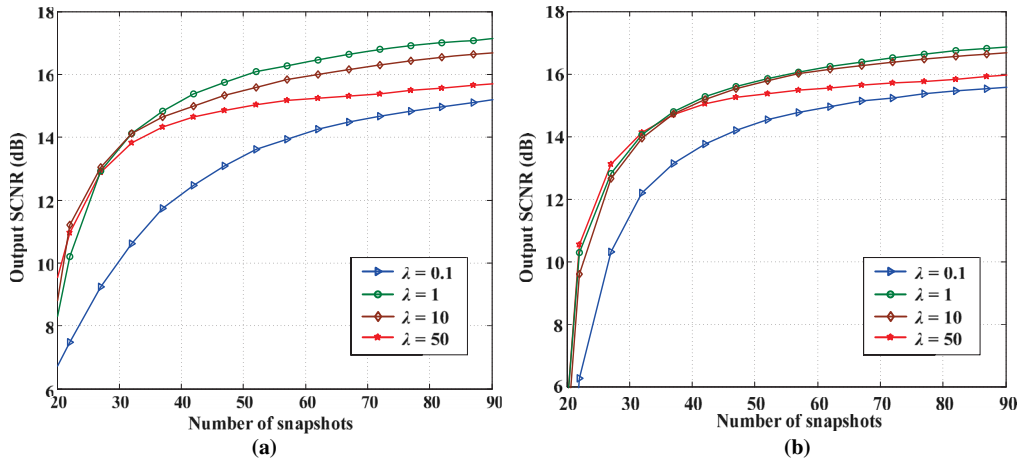 18
16
14
12
10
8
6
Output SCNR (dB)
λ = 0.1
λ = 1
λ = 10
λ = 50
20 30 40 50 60 70 80 90
Number of snapshots
(a)
18
16
14
12
10
8
6
Output SCNR (dB)
λ = 0.1
λ = 1
λ = 10
λ = 50
20 30 40 50 60 70 80 90
Number of snapshots
(b)